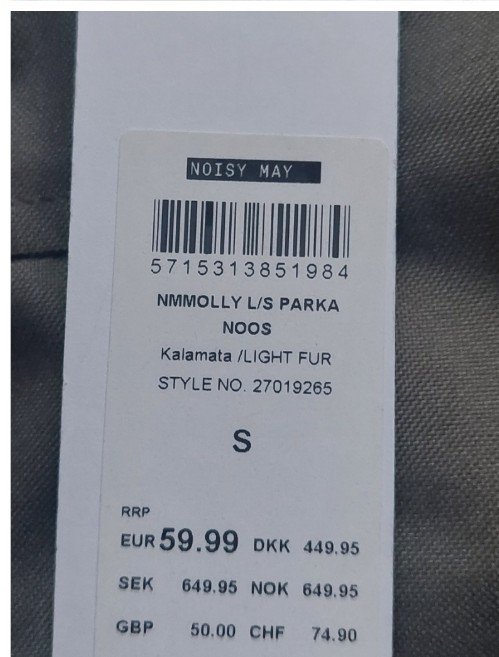 NOISY MAY
5715313851984
NMMOLLY L/S PARKA
NOOS
Kalamata /LIGHT FUR
STYLE NO. 27019265
S
RRP
EUR 59.99 DKK 449.95
SEK 649.95 NOK 649.95
GBP 50.00 CHF 74.90